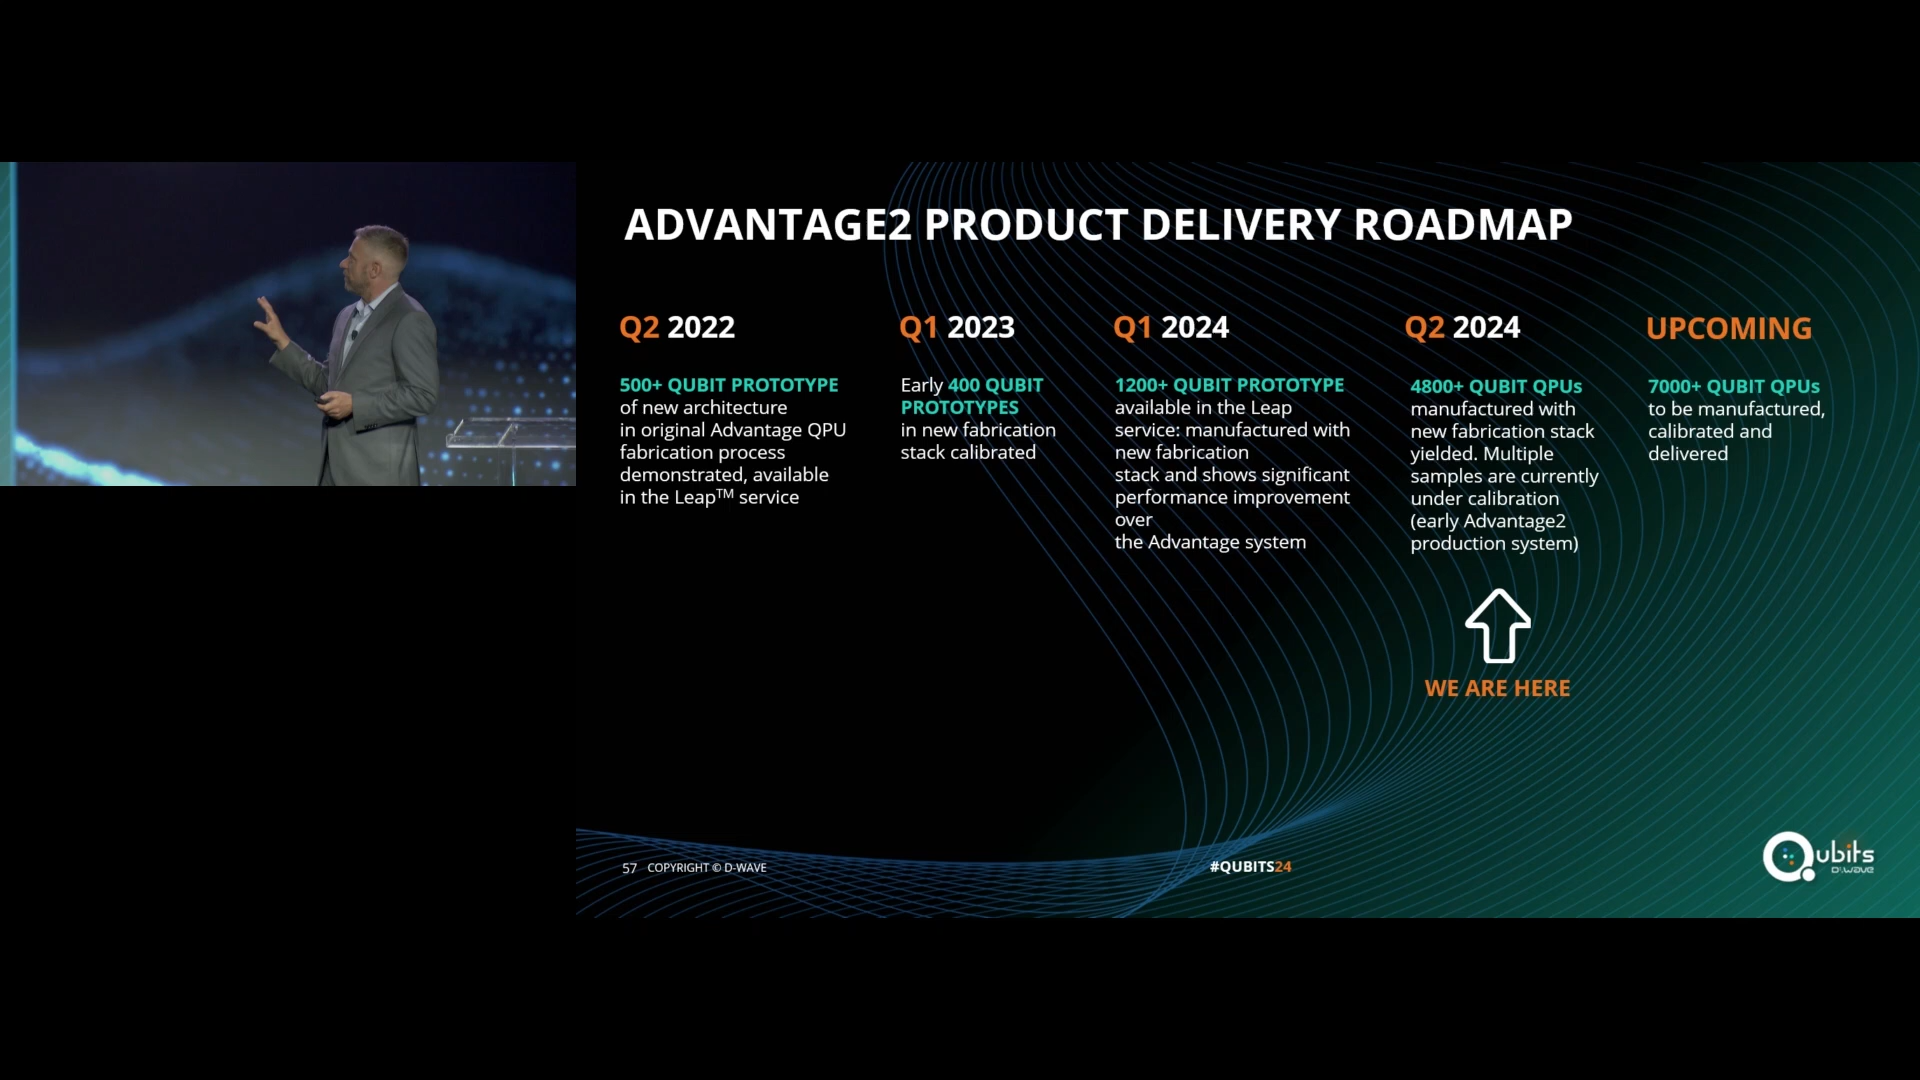 ADVANTAGE2 PRODUCT DELIVERY ROADMAP
Q2 2022
500+ QUBIT PROTOTYPE
of new architecture
in original Advantage QPU
fabrication process
demonstrated, available
in the Leap™ service
Q1 2023
Early 400 QUBIT
PROTOTYPES
in new fabrication
stack calibrated
Q1 2024
1200+ QUBIT PROTOTYPE
available in the Leap
service: manufactured with
new fabrication
stack and shows significant
performance improvement
over
the Advantage system
Q2 2024
4800+ QUBIT QPUs
manufactured with
new fabrication stack
yielded. Multiple
samples are currently
under calibration
(early Advantage2
production system)
WE ARE HERE
UPCOMING
7000+ QUBIT QPUs
to be manufactured,
calibrated and
delivered
57 COPYRIGHT © D-WAVE
#QUBITS24
Qubits
D:WAVE